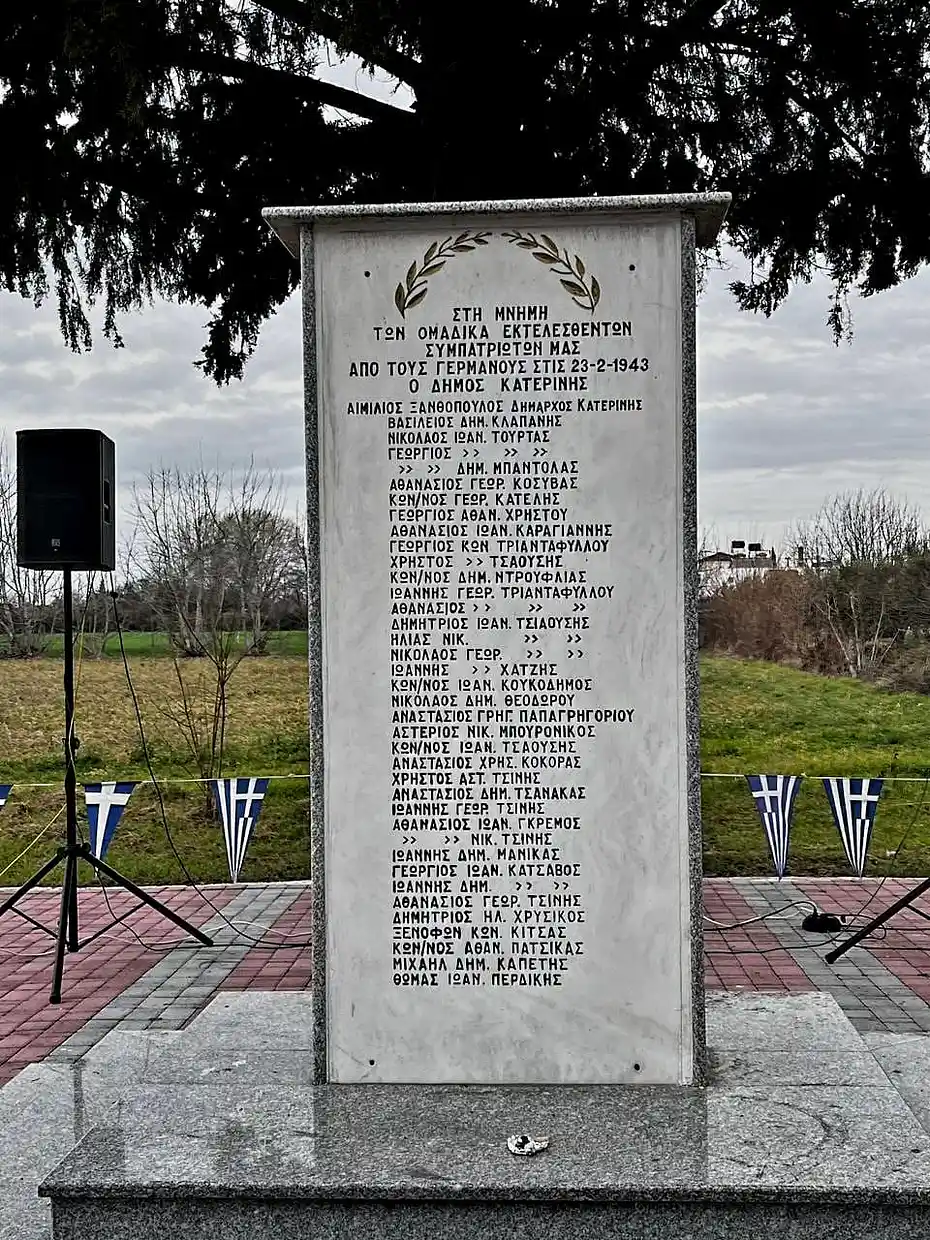 ΣΤΗ ΜΝΗΜΗ
ΤΩΝ ΟΜΑΔΙΚΑ ΕΚΤΕΛΕΣΘΕΝΤΩΝ
ΣΥΜΠΑΤΡΙΩΤΩΝ ΜΑΣ
ΑΠΟ ΤΟΥΣ ΓΕΡΜΑΝΟΥΣ ΣΤΙΣ 23-2-1943
Ο ΔΗΜΟΣ ΚΑΤΕΡΙΝΗΣ
ΑΙΜΙΛΙΟΣ ΞΑΝΘΟΠΟΥΛΟΣ ΔΗΜΑΡΧΟΣ ΚΑΤΕΡΙΝΗΣ
ΒΑΣΙΛΕΙΟΣ ΔΗΜ. ΚΛΑΠΑΝΗΣ
ΝΙΚΟΛΑΟΣ ΙΩΑΝ. ΤΟΥΡΤΑΣ
ΓΕΩΡΓΙΟΣ >> >> >>
>> >> ΔΗΜ. ΜΠΑΝΤΟΛΑΣ
ΑΘΑΝΑΣΙΟΣ ΓΕΩΡ. ΚΟΣΥΒΑΣ
ΚΩΝ/ΝΟΣ ΓΕΩΡ. ΚΑΤΕΛΗΣ
ΓΕΩΡΓΙΟΣ ΑΘΑΝ. ΧΡΗΣΤΟΥ
ΑΘΑΝΑΣΙΟΣ ΙΩΑΝ. ΚΑΡΑΓΙΑΝΝΗΣ
ΓΕΩΡΓΙΟΣ ΚΩΝ ΤΡΙΑΝΤΑΦΥΛΛΟΥ
ΧΡΗΣΤΟΣ >> ΤΣΑΟΥΣΗΣ
ΚΩΝ/ΝΟΣ ΔΗΜ. ΝΤΡΟΥΦΛΙΑΣ
ΙΩΑΝΝΗΣ ΓΕΩΡ. ΤΡΙΑΝΤΑΦΥΛΛΟΥ
ΑΘΑΝΑΣΙΟΣ >> >> >>
ΔΗΜΗΤΡΙΟΣ ΙΩΑΝ. ΤΣΙΑΟΥΣΗΣ
ΗΛΙΑΣ ΝΙΚ. >> >>
ΝΙΚΟΛΑΟΣ ΓΕΩΡ. >> >>
ΙΩΑΝΝΗΣ >> ΧΑΤΖΗΣ
ΚΩΝ/ΝΟΣ ΙΩΑΝ. ΚΟΥΚΟΔΗΜΟΣ
ΝΙΚΟΛΑΟΣ ΔΗΜ. ΘΕΟΔΩΡΟΥ
ΑΝΑΣΤΑΣΙΟΣ ΓΡΗΓ. ΠΑΠΑΓΡΗΓΟΡΙΟΥ
ΑΣΤΕΡΙΟΣ ΝΙΚ. ΜΠΟΥΡΟΝΙΚΟΣ
ΚΩΝ/ΝΟΣ ΙΩΑΝ. ΤΣΑΟΥΣΗΣ
ΑΝΑΣΤΑΣΙΟΣ ΧΡΗΣ. ΚΟΚΟΡΑΣ
ΧΡΗΣΤΟΣ ΑΣΤ. ΤΣΙΝΗΣ
ΑΝΑΣΤΑΣΙΟΣ ΔΗΜ. ΤΣΑΝΑΚΑΣ
ΙΩΑΝΝΗΣ ΓΕΩΡ. ΤΣΙΝΗΣ
ΑΘΑΝΑΣΙΟΣ ΙΩΑΝ. ΓΚΡΕΜΟΣ
>> >> ΝΙΚ. ΤΣΙΝΗΣ
ΙΩΑΝΝΗΣ ΔΗΜ. ΜΑΝΙΚΑΣ
ΓΕΩΡΓΙΟΣ ΙΩΑΝ. ΚΑΤΣΑΒΟΣ
ΙΩΑΝΝΗΣ ΔΗΜ. >> >>
ΑΘΑΝΑΣΙΟΣ ΓΕΩΡ. ΤΣΙΝΗΣ
ΔΗΜΗΤΡΙΟΣ ΗΛ. ΧΡΥΣΙΚΟΣ
ΞΕΝΟΦΩΝ ΚΩΝ. ΚΙΤΣΑΣ
ΚΩΝ/ΝΟΣ ΑΘΑΝ. ΠΑΤΣΙΚΑΣ
ΜΙΧΑΗΛ ΔΗΜ. ΚΑΠΕΤΗΣ
ΘΩΜΑΣ ΙΩΑΝ. ΠΕΡΔΙΚΗΣ